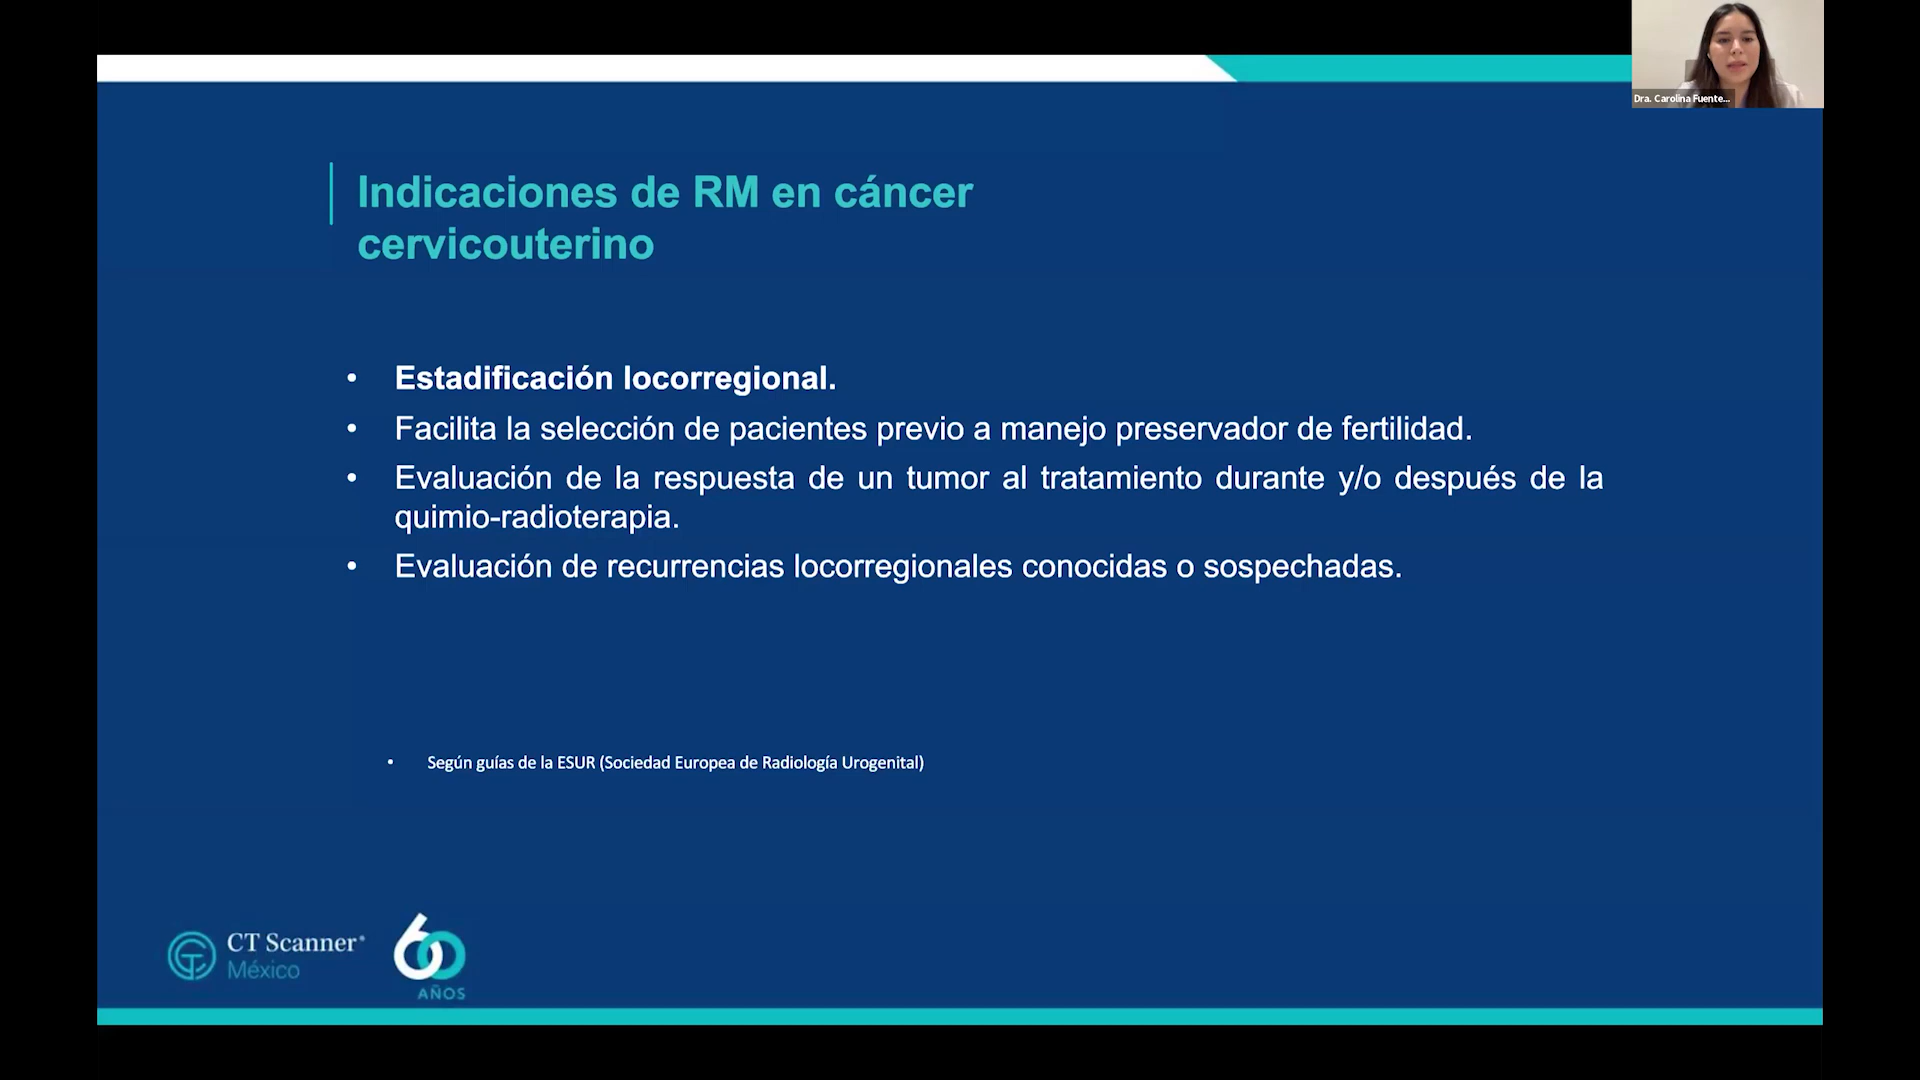 Dra. Carolina Fuente...
Indicaciones de RM en cáncer
cervicouterino
• Estadificación locorregional.
• Facilita la selección de pacientes previo a manejo preservador de fertilidad.
• Evaluación de la respuesta de un tumor al tratamiento durante y/o después de la
quimio-radioterapia.
• Evaluación de recurrencias locorregionales conocidas o sospechadas.
• Según guías de la ESUR (Sociedad Europea de Radiología Urogenital)
CT Scanner®
México
60
AÑOS